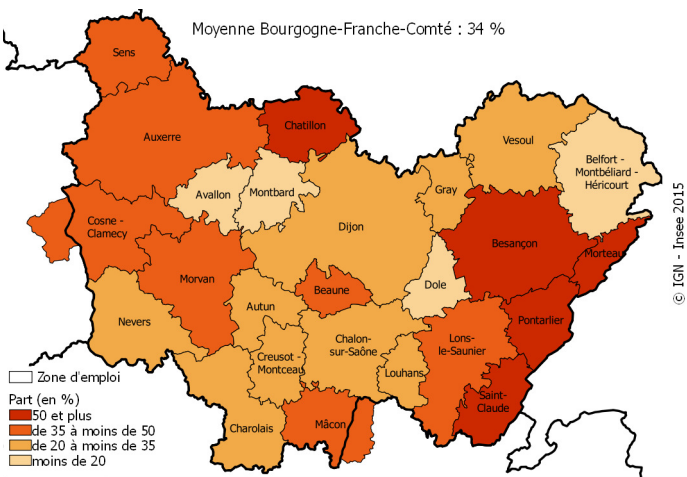 Moyenne Bourgogne-Franche-Comté : 34 %
Sens
Auxerre
Chatillon
Vesoul
Belfort -
Montbéliard -
Héricourt
Avallon
Montbard
Gray
Cosne -
Clamecy
Dijon
Besançon
Morteau
Morvan
Beaune
Dole
Nevers
Autun
Pontarlier
Chalon-
sur-Saône
Lons-
le-Saunier
Creusot -
Montceau
Louhans
Saint-
Claude
Charolais
Mâcon
Zone d'emploi
Part (en %)
50 et plus
de 35 à moins de 50
de 20 à moins de 35
moins de 20
© IGN - Insee 2015